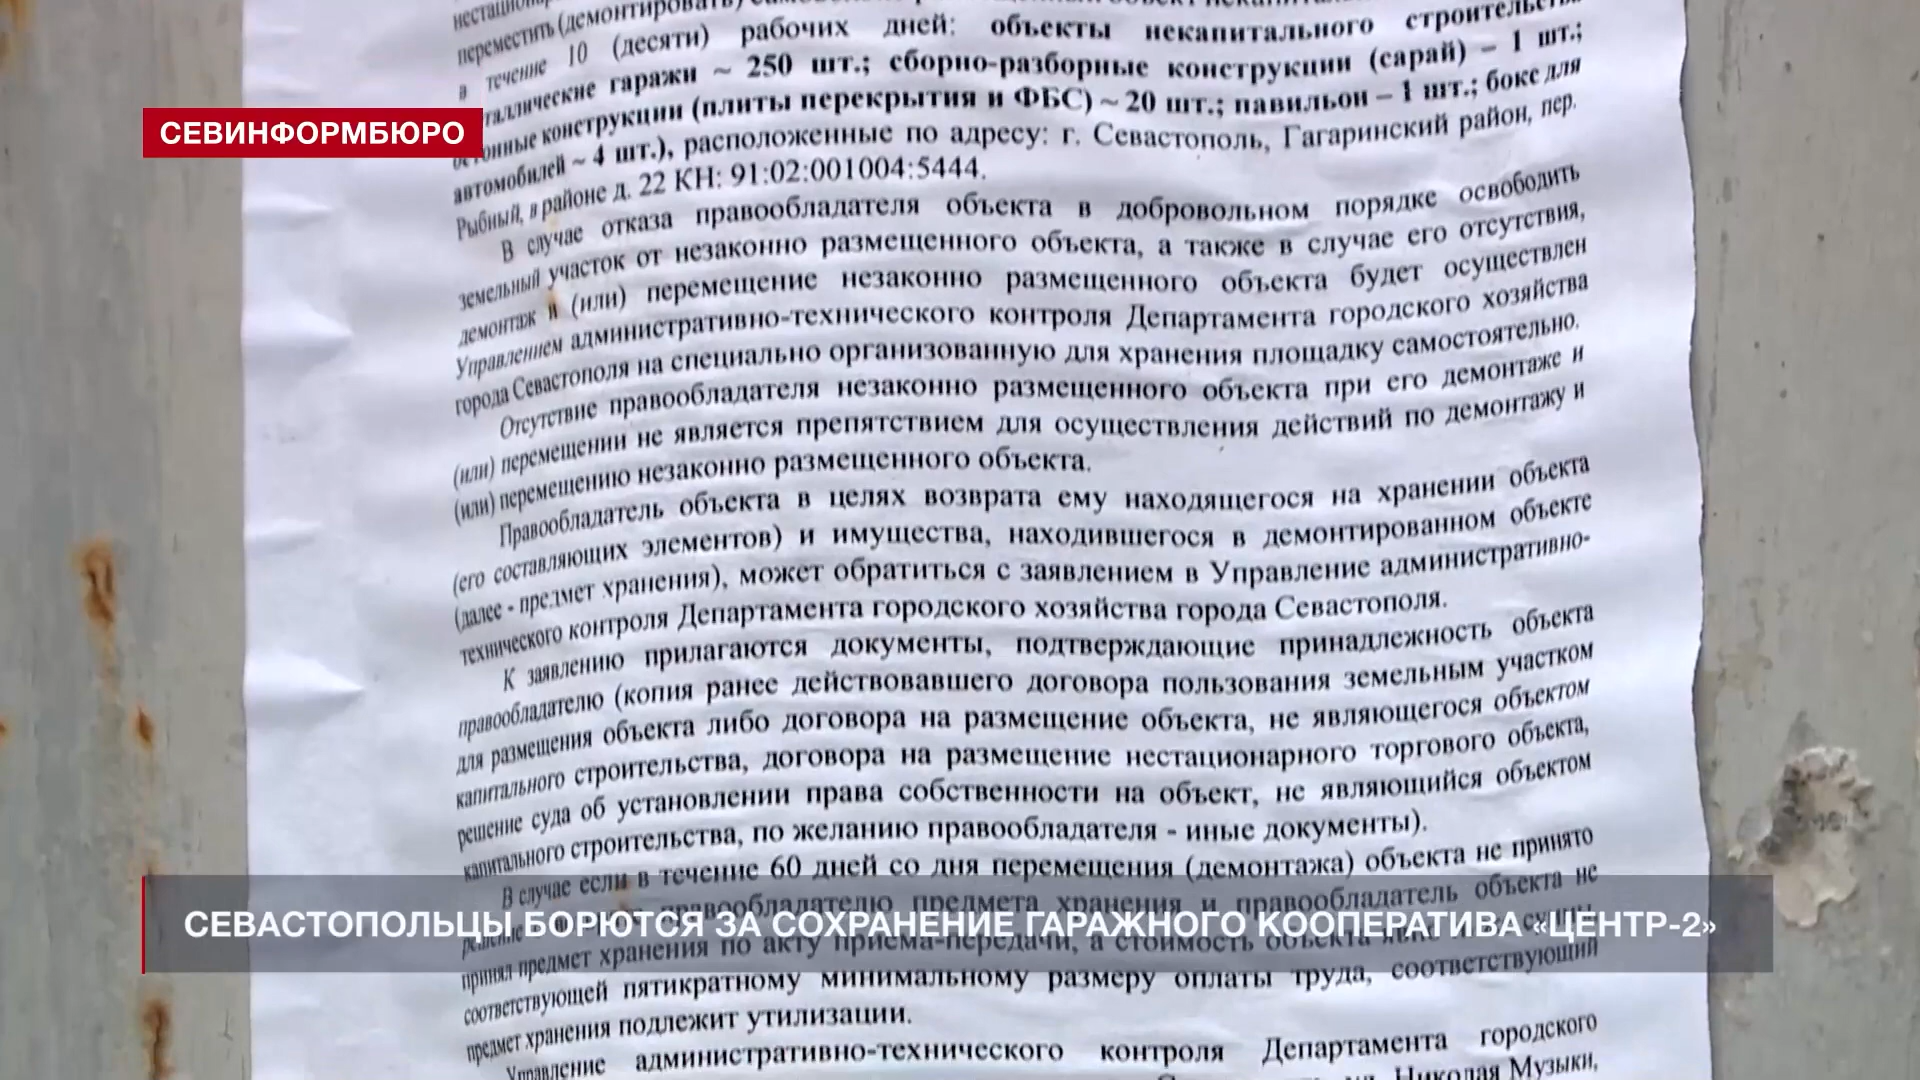 переместить (демонтировать)
в течение 10 (десяти) рабочих дней: объекты некапитального строительства
гаражи ~ 250 шт.; сборно-разборные конструкции (сарай) – 1 шт.;
конструкции (плиты перекрытия и ФБС) ~ 20 шт.; павильон – 1 шт.; бокс для
автомобилей ~ 4 шт.), расположенные по адресу: г. Севастополь, Гагаринский район, пер.
Рыбный, в районе д. 22 КН: 91:02:001004:5444.
В случае отказа правообладателя объекта в добровольном порядке освободить
земельный участок от незаконно размещенного объекта, а также в случае его отсутствия,
демонтаж и (или) перемещение незаконно размещенного объекта будет осуществлен
Управлением административно-технического контроля Департамента городского хозяйства
города Севастополя на специально организованную для хранения площадку самостоятельно.
Отсутствие правообладателя незаконно размещенного объекта при его демонтаже и
(или) перемещении не является препятствием для осуществления действий по демонтажу и
(или) перемещению незаконно размещенного объекта.
Правообладатель объекта в целях возврата ему находящегося на хранении объекта
(его составляющих элементов) и имущества, находившегося в демонтированном объекте
(далее - предмет хранения), может обратиться с заявлением в Управление административно-
технического контроля Департамента городского хозяйства города Севастополя.
К заявлению прилагаются документы, подтверждающие принадлежность объекта
правообладателю (копия ранее действовавшего договора пользования земельным участком
для размещения объекта либо договора на размещение объекта, не являющегося объектом
капитального строительства, договора на размещение нестационарного торгового объекта,
решение суда об установлении права собственности на объект, не являющийся объектом
капитального строительства, по желанию правообладателя - иные документы).
В случае если в течение 60 дней со дня перемещения (демонтажа) объекта не принято
правообладателю предмета хранения и правообладатель объекта не
принял предмет хранения по акту приема-передачи, а стоимость объекта
соответствующей пятикратному минимальному размеру оплаты труда, соответствующий
предмет хранения подлежит утилизации.
Управление административно-технического контроля Департамента городского
Николая Музыки,
СЕВИНФОРМБЮРО
СЕВАСТОПОЛЬЦЫ БОРЮТСЯ ЗА СОХРАНЕНИЕ ГАРАЖНОГО КООПЕРАТИВА «ЦЕНТР-2»